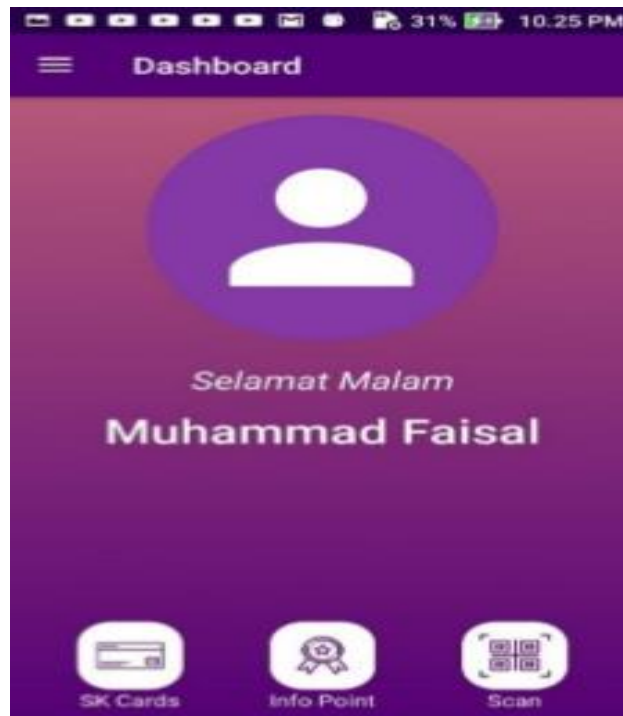 31% 10.25 PM
Dashboard
Selamat Malam
Muhammad Faisal
SK Cards Info Point Scan